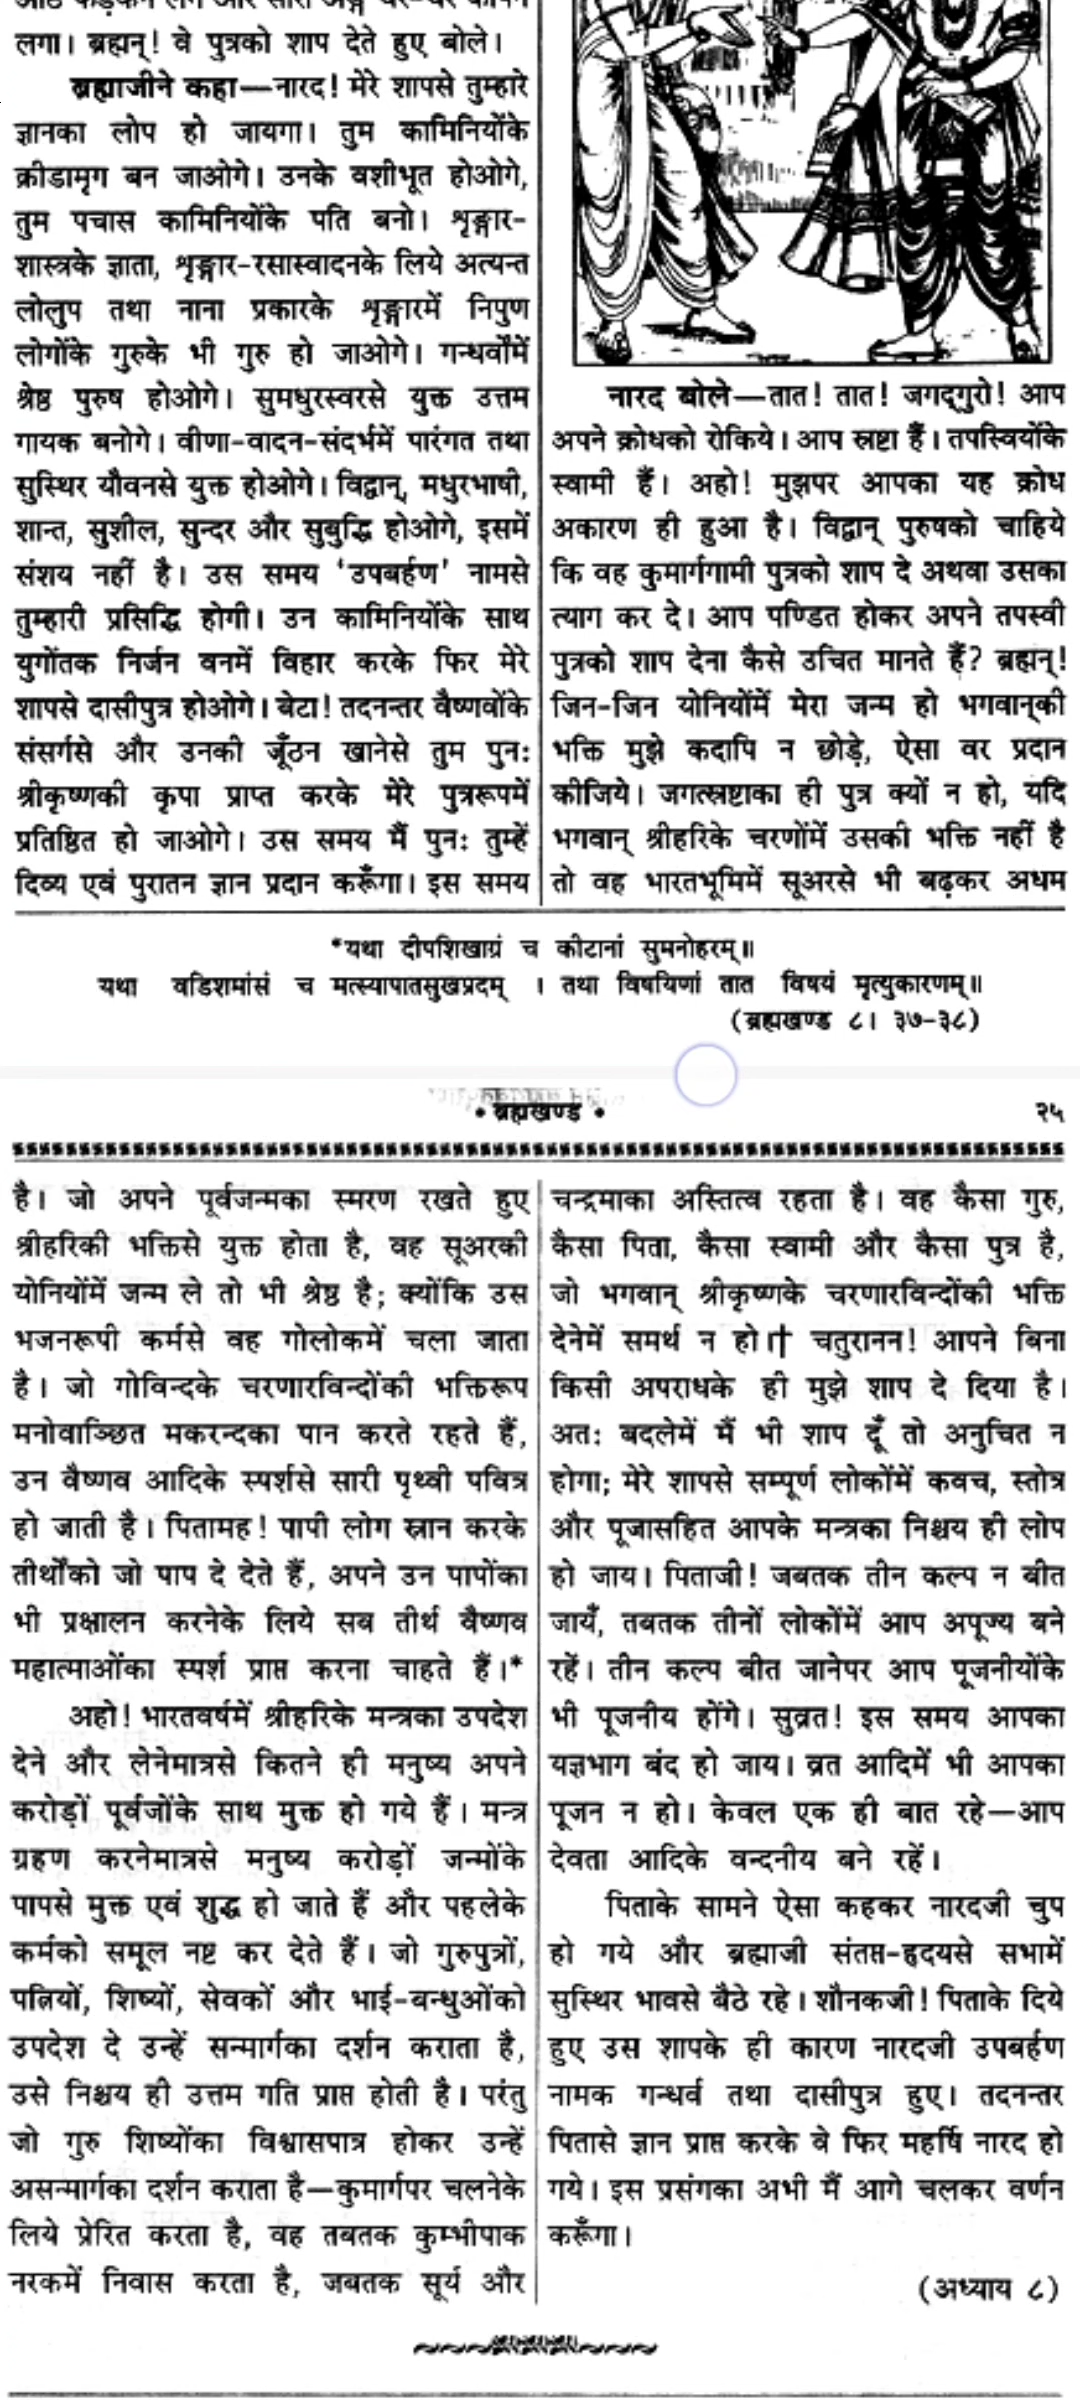 लगा। ब्रह्मन्! वे पुत्रको शाप देते हुए बोले।
ब्रह्माजीने कहा—नारद! मेरे शापसे तुम्हारे
ज्ञानका लोप हो जायगा। तुम कामिनियोंके
क्रीडामृग बन जाओगे। उनके वशीभूत होओगे,
तुम पचास कामिनियोंके पति बनो। शृङ्गार-
शास्त्रके ज्ञाता, शृङ्गार-रसास्वादनके लिये अत्यन्त
लोलुप तथा नाना प्रकारके शृङ्गारमें निपुण
लोगोंके गुरुके भी गुरु हो जाओगे। गन्धर्वोंमें
श्रेष्ठ पुरुष होओगे। सुमधुरस्वरसे युक्त उत्तम
गायक बनोगे। वीणा-वादन-संदर्भमें पारंगत तथा
सुस्थिर यौवनसे युक्त होओगे। विद्वान्, मधुरभाषी,
शान्त, सुशील, सुन्दर और सुबुद्धि होओगे, इसमें
संशय नहीं है। उस समय ‘उपबर्हण’ नामसे
तुम्हारी प्रसिद्धि होगी। उन कामिनियोंके साथ
युगोंतक निर्जन वनमें विहार करके फिर मेरे
शापसे दासीपुत्र होओगे। बेटा! तदनन्तर वैष्णवोंके
संसर्गसे और उनकी जूँठन खानेसे तुम पुनः
श्रीकृष्णकी कृपा प्राप्त करके मेरे पुत्ररूपमें
प्रतिष्ठित हो जाओगे। उस समय मैं पुनः तुम्हें
दिव्य एवं पुरातन ज्ञान प्रदान करूँगा। इस समय
नारद बोले—तात! तात! जगद्‍गुरो! आप
अपने क्रोधको रोकिये। आप स्रष्टा हैं। तपस्वियोंके
स्वामी हैं। अहो! मुझपर आपका यह क्रोध
अकारण ही हुआ है। विद्वान् पुरुषको चाहिये
कि वह कुमार्गगामी पुत्रको शाप दे अथवा उसका
त्याग कर दे। आप पण्डित होकर अपने तपस्वी
पुत्रको शाप देना कैसे उचित मानते हैं? ब्रह्मन्!
जिन-जिन योनियोंमें मेरा जन्म हो भगवान्‌की
भक्ति मुझे कदापि न छोड़े, ऐसा वर प्रदान
कीजिये। जगत्स्रष्टाका ही पुत्र क्यों न हो, यदि
भगवान् श्रीहरिके चरणोंमें उसकी भक्ति नहीं है
तो वह भारतभूमिमें सूअरसे भी बढ़कर अधम
*यथा दीपशिखाग्रं च कीटानां सुमनोहरम्॥
यथा वडिशमांसं च मत्स्यापातसुखप्रदम् । तथा विषयिणां तात विषयं मृत्युकारणम्॥
(ब्रह्मखण्ड ८। ३७-३८)
• ब्रह्मखण्ड • २५
है। जो अपने पूर्वजन्मका स्मरण रखते हुए
श्रीहरिकी भक्तिसे युक्त होता है, वह सूअरकी
योनियोंमें जन्म ले तो भी श्रेष्ठ है; क्योंकि उस
भजनरूपी कर्मसे वह गोलोकमें चला जाता
है। जो गोविन्दके चरणारविन्दोंकी भक्तिरूप
मनोवाञ्छित मकरन्दका पान करते रहते हैं,
उन वैष्णव आदिके स्पर्शसे सारी पृथ्वी पवित्र
हो जाती है। पितामह! पापी लोग स्नान करके
तीर्थोंको जो पाप दे देते हैं, अपने उन पापोंका
भी प्रक्षालन करनेके लिये सब तीर्थ वैष्णव
महात्माओंका स्पर्श प्राप्त करना चाहते हैं।*
अहो! भारतवर्षमें श्रीहरिके मन्त्रका उपदेश
देने और लेनेमात्रसे कितने ही मनुष्य अपने
करोड़ों पूर्वजोंके साथ मुक्त हो गये हैं। मन्त्र
ग्रहण करनेमात्रसे मनुष्य करोड़ों जन्मोंके
पापसे मुक्त एवं शुद्ध हो जाते हैं और पहलेके
कर्मको समूल नष्ट कर देते हैं। जो गुरुपुत्रों,
पत्नियों, शिष्यों, सेवकों और भाई-बन्धुओंको
उपदेश दे उन्हें सन्मार्गका दर्शन कराता है,
उसे निश्चय ही उत्तम गति प्राप्त होती है। परंतु
जो गुरु शिष्योंका विश्वासपात्र होकर उन्हें
असन्मार्गका दर्शन कराता है—कुमार्गपर चलनेके
लिये प्रेरित करता है, वह तबतक कुम्भीपाक
नरकमें निवास करता है, जबतक सूर्य और
चन्द्रमाका अस्तित्व रहता है। वह कैसा गुरु,
कैसा पिता, कैसा स्वामी और कैसा पुत्र है,
जो भगवान् श्रीकृष्णके चरणारविन्दोंकी भक्ति
देनेमें समर्थ न हो।† चतुरानन! आपने बिना
किसी अपराधके ही मुझे शाप दे दिया है।
अतः बदलेमें मैं भी शाप दूँ तो अनुचित न
होगा; मेरे शापसे सम्पूर्ण लोकोंमें कवच, स्तोत्र
और पूजासहित आपके मन्त्रका निश्चय ही लोप
हो जाय। पिताजी! जबतक तीन कल्प न बीत
जायँ, तबतक तीनों लोकोंमें आप अपूज्य बने
रहें। तीन कल्प बीत जानेपर आप पूजनीयोंके
भी पूजनीय होंगे। सुव्रत! इस समय आपका
यज्ञभाग बंद हो जाय। व्रत आदिमें भी आपका
पूजन न हो। केवल एक ही बात रहे—आप
देवता आदिके वन्दनीय बने रहें।
पिताके सामने ऐसा कहकर नारदजी चुप
हो गये और ब्रह्माजी संतप्त-हृदयसे सभामें
सुस्थिर भावसे बैठे रहे। शौनकजी! पिताके दिये
हुए उस शापके ही कारण नारदजी उपबर्हण
नामक गन्धर्व तथा दासीपुत्र हुए। तदनन्तर
पितासे ज्ञान प्राप्त करके वे फिर महर्षि नारद हो
गये। इस प्रसंगका अभी मैं आगे चलकर वर्णन
करूँगा।
(अध्याय ८)